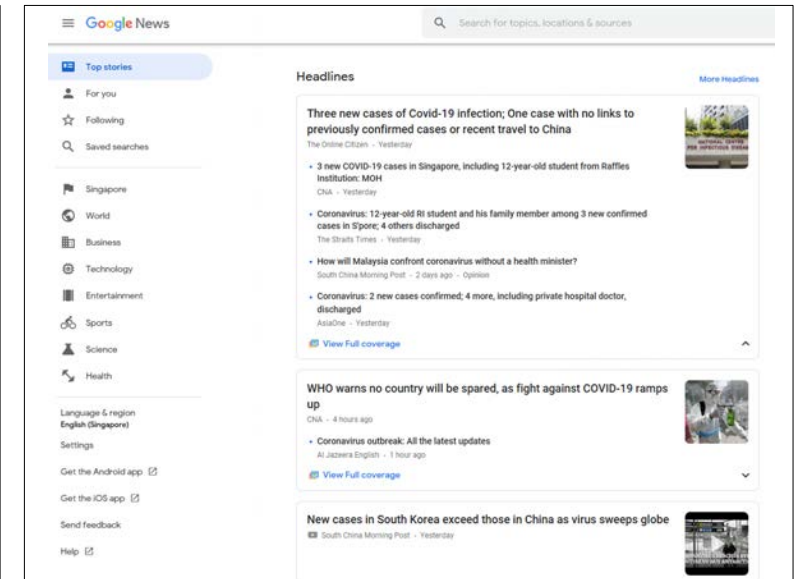 Google News
Search for topics, locations & sources
Top stories
For you
Following
Saved searches
Singapore
World
Business
Technology
Entertainment
Sports
Science
Health
Language & region
English (Singapore)
Settings
Get the Android app
Get the iOS app
Send feedback
Help
Headlines
More Headlines
Three new cases of Covid-19 infection; One case with no links to
previously confirmed cases or recent travel to China
The Online Citizen - Yesterday
• 3 new COVID-19 cases in Singapore, including 12-year-old student from Raffles
Institution: MOH
CNA - Yesterday
• Coronavirus: 12-year-old RI student and his family member among 3 new confirmed
cases in S'pore; 4 others discharged
The Straits Times - Yesterday
• How will Malaysia confront coronavirus without a health minister?
South China Morning Post - 2 days ago - Opinion
• Coronavirus: 2 new cases confirmed; 4 more, including private hospital doctor,
discharged
AsiaOne - Yesterday
View Full coverage
NATIONAL CENTRE
FOR INFECTIOUS DISEASE
WHO warns no country will be spared, as fight against COVID-19 ramps
up
CNA - 4 hours ago
• Coronavirus outbreak: All the latest updates
Al Jazeera English - 1 hour ago
View Full coverage
New cases in South Korea exceed those in China as virus sweeps globe
South China Morning Post - Yesterday